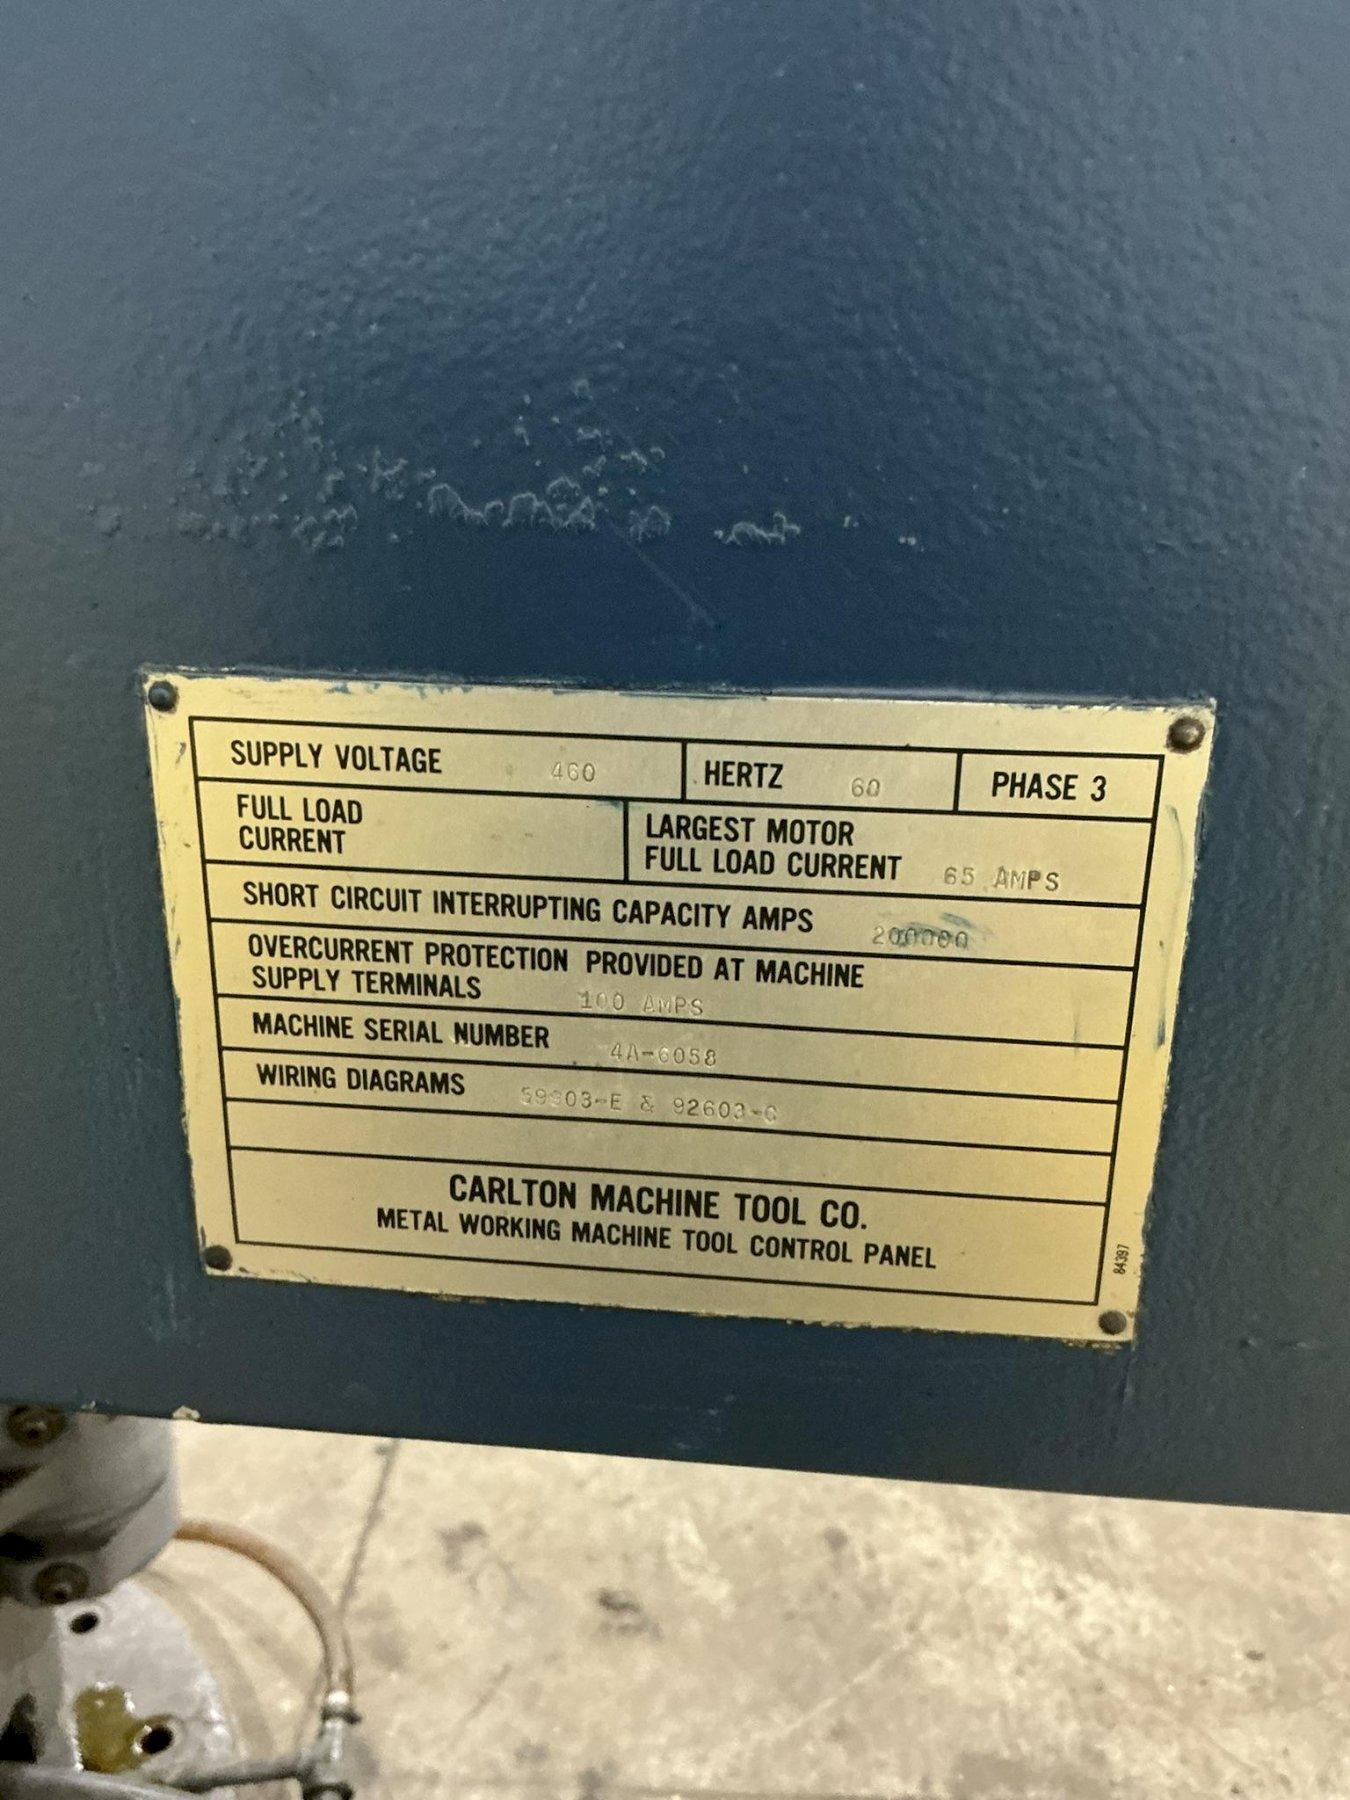 SUPPLY VOLTAGE 460 HERTZ 60 PHASE 3
FULL LOAD
CURRENT
LARGEST MOTOR
FULL LOAD CURRENT 65 AMPS
SHORT CIRCUIT INTERRUPTING CAPACITY AMPS 200000
OVERCURRENT PROTECTION PROVIDED AT MACHINE
SUPPLY TERMINALS 100 AMPS
MACHINE SERIAL NUMBER 4A-6058
WIRING DIAGRAMS &
CARLTON MACHINE TOOL CO.
METAL WORKING MACHINE TOOL CONTROL PANEL
84397